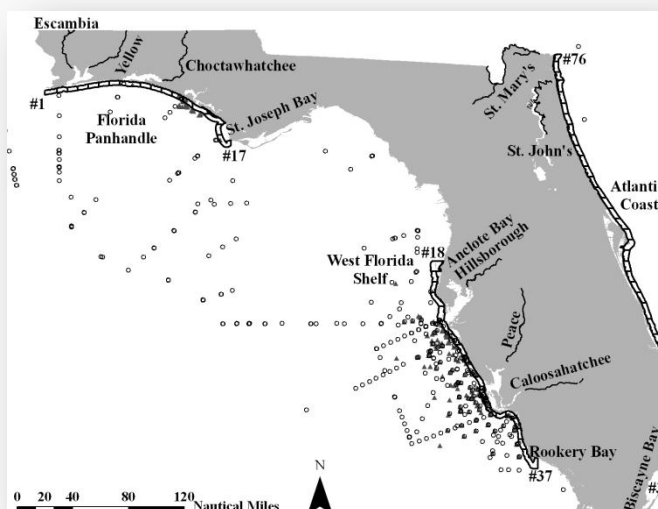 Escambia
Yellow
Choctawhatchee
#1
Florida
Panhandle
St. Joseph Bay
#17
#76
St. Mary's
St. John's
Atlantic
Coast
#18
Anclote Bay
Hillsborough
West Florida
Shelf
Peace
Caloosahatchee
Rookery Bay
#37
Biscayne Bay
N
0 20 40 80 120
Nautical Miles